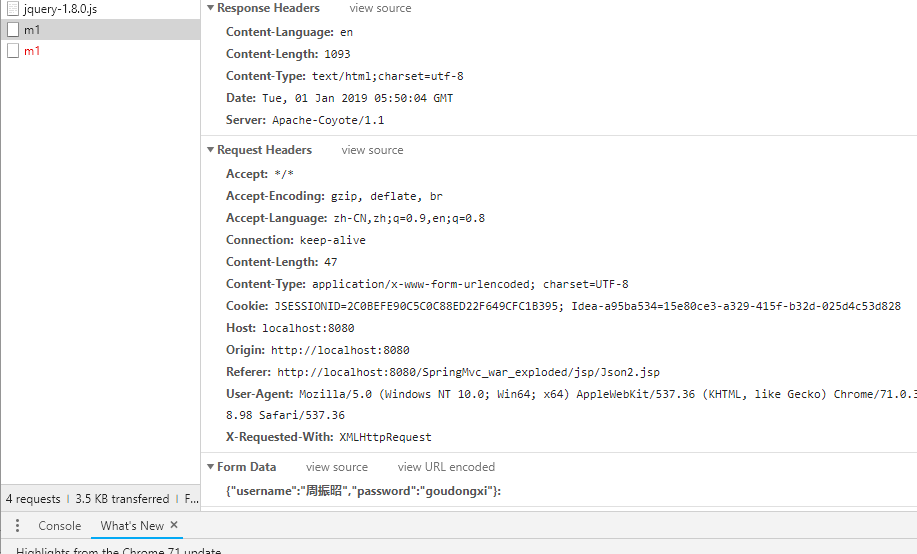 jquery-1.8.0.js
m1
m1
4 requests | 3.5 KB transferred | F...
Response Headers view source
Content-Language: en
Content-Length: 1093
Content-Type: text/html;charset=utf-8
Date: Tue, 01 Jan 2019 05:50:04 GMT
Server: Apache-Coyote/1.1
Request Headers view source
Accept: */*
Accept-Encoding: gzip, deflate, br
Accept-Language: zh-CN,zh;q=0.9,en;q=0.8
Connection: keep-alive
Content-Length: 47
Content-Type: application/x-www-form-urlencoded; charset=UTF-8
Cookie: JSESSIONID=2C0BEFE90C5C0C88ED22F649CFC1B395; Idea-a95ba534=15e80ce3-a329-415f-b32d-025d4c53d828
Host: localhost:8080
Origin: http://localhost:8080
Referer: http://localhost:8080/SpringMvc_war_exploded/jsp/Json2.jsp
User-Agent: Mozilla/5.0 (Windows NT 10.0; Win64; x64) AppleWebKit/537.36 (KHTML, like Gecko) Chrome/71.0.3
8.98 Safari/537.36
X-Requested-With: XMLHttpRequest
Form Data view source view URL encoded
{"username":"周振昭","password":"goudongxi"}:
Console What's New ✕
Highlights from the Chrome 71 update